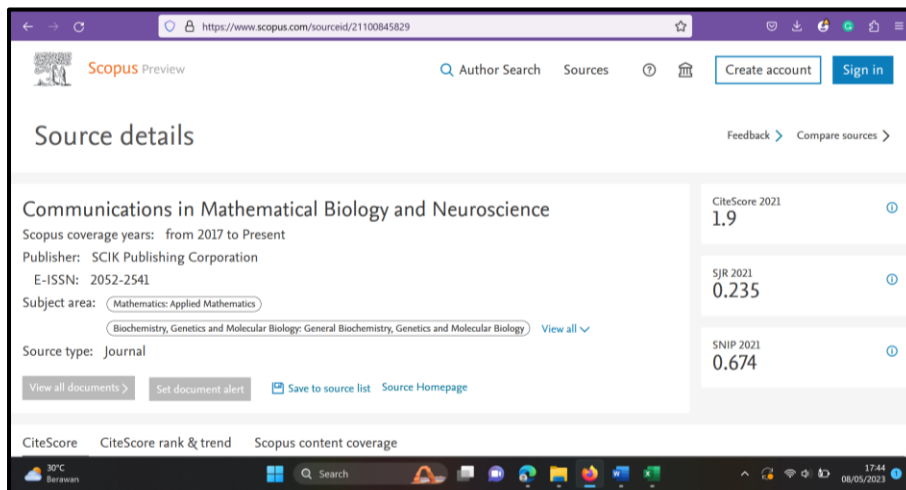 https://www.scopus.com/sourceid/21100845829
Scopus Preview
Author Search Sources
Create account
Sign in
Source details
Feedback
Compare sources
Communications in Mathematical Biology and Neuroscience
Scopus coverage years: from 2017 to Present
Publisher: SCIK Publishing Corporation
E-ISSN: 2052-2541
Subject area: Mathematics: Applied Mathematics
Biochemistry, Genetics and Molecular Biology: General Biochemistry, Genetics and Molecular Biology View all
Source type: Journal
View all documents
Set document alert
Save to source list
Source Homepage
CiteScore 2021
1.9
SJR 2021
0.235
SNIP 2021
0.674
CiteScore CiteScore rank & trend Scopus content coverage
30°C
Berawan
Search
17:44
08/05/2023